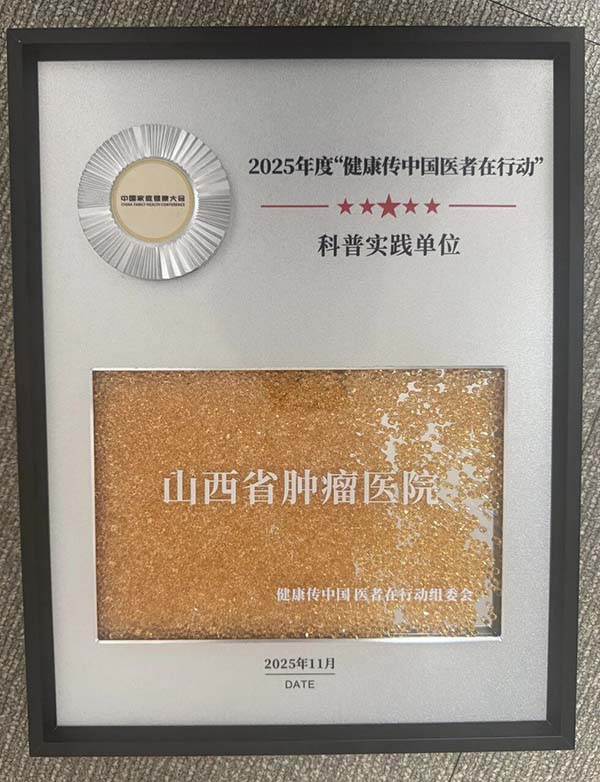 中国家庭健康大会
CHINA FAMILY HEALTH CONFERENCE
2025年度“健康传中国医者在行动”
科普实践单位
山西省肿瘤医院
健康传中国 医者在行动组委会
2025年11月
DATE